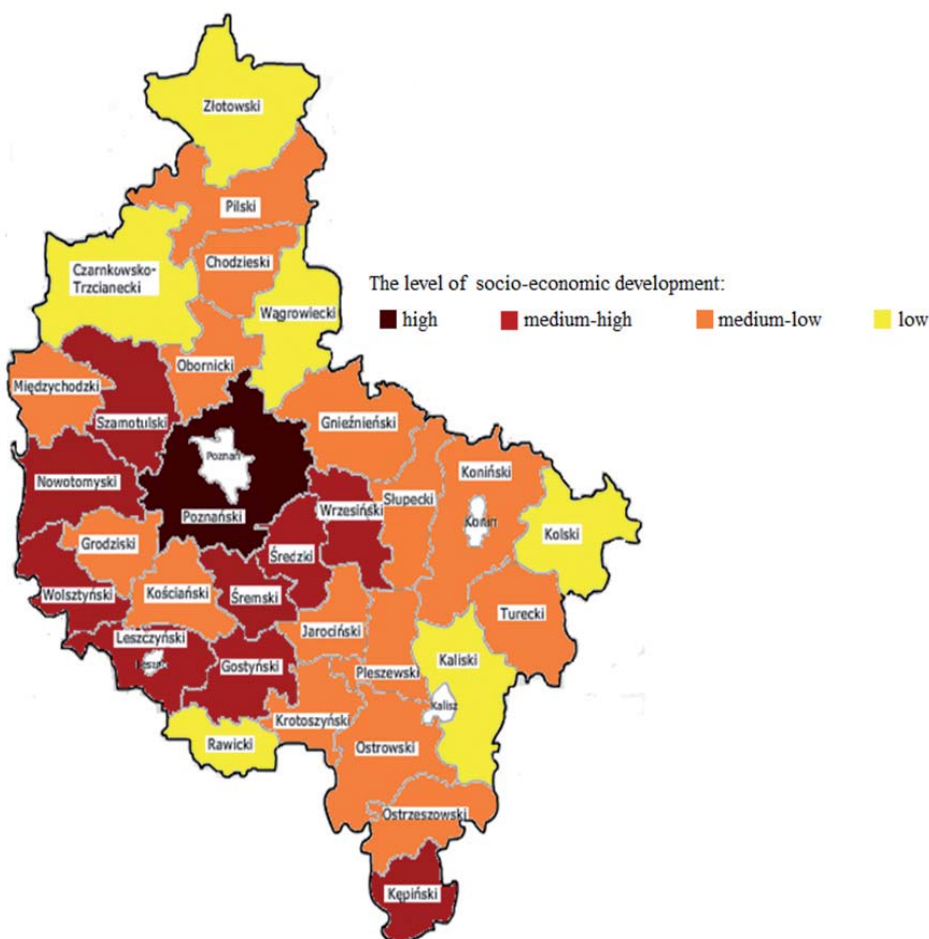 Złotowski
Pilski
Chodzieski
Czarnkowsko-
Trzcianecki
The level of socio-economic development:
high
medium-high
medium-low
low
Wągrowiecki
Obornicki
Międzychodzki
Szamotulski
Gnieźnieński
Poznań
Koniński
Nowotomyski
Słupecki
Wrzesiński
Poznański
Konin
Kolski
Grodziski
Średzki
Wolsztyński
Kościański
Śremski
Turecki
Leszczyński
Jarociński
Gostyński
Pleszewski
Kaliski
Kalisz
Krotoszyński
Rawicki
Ostrowski
Ostrzeszowski
Kępiński